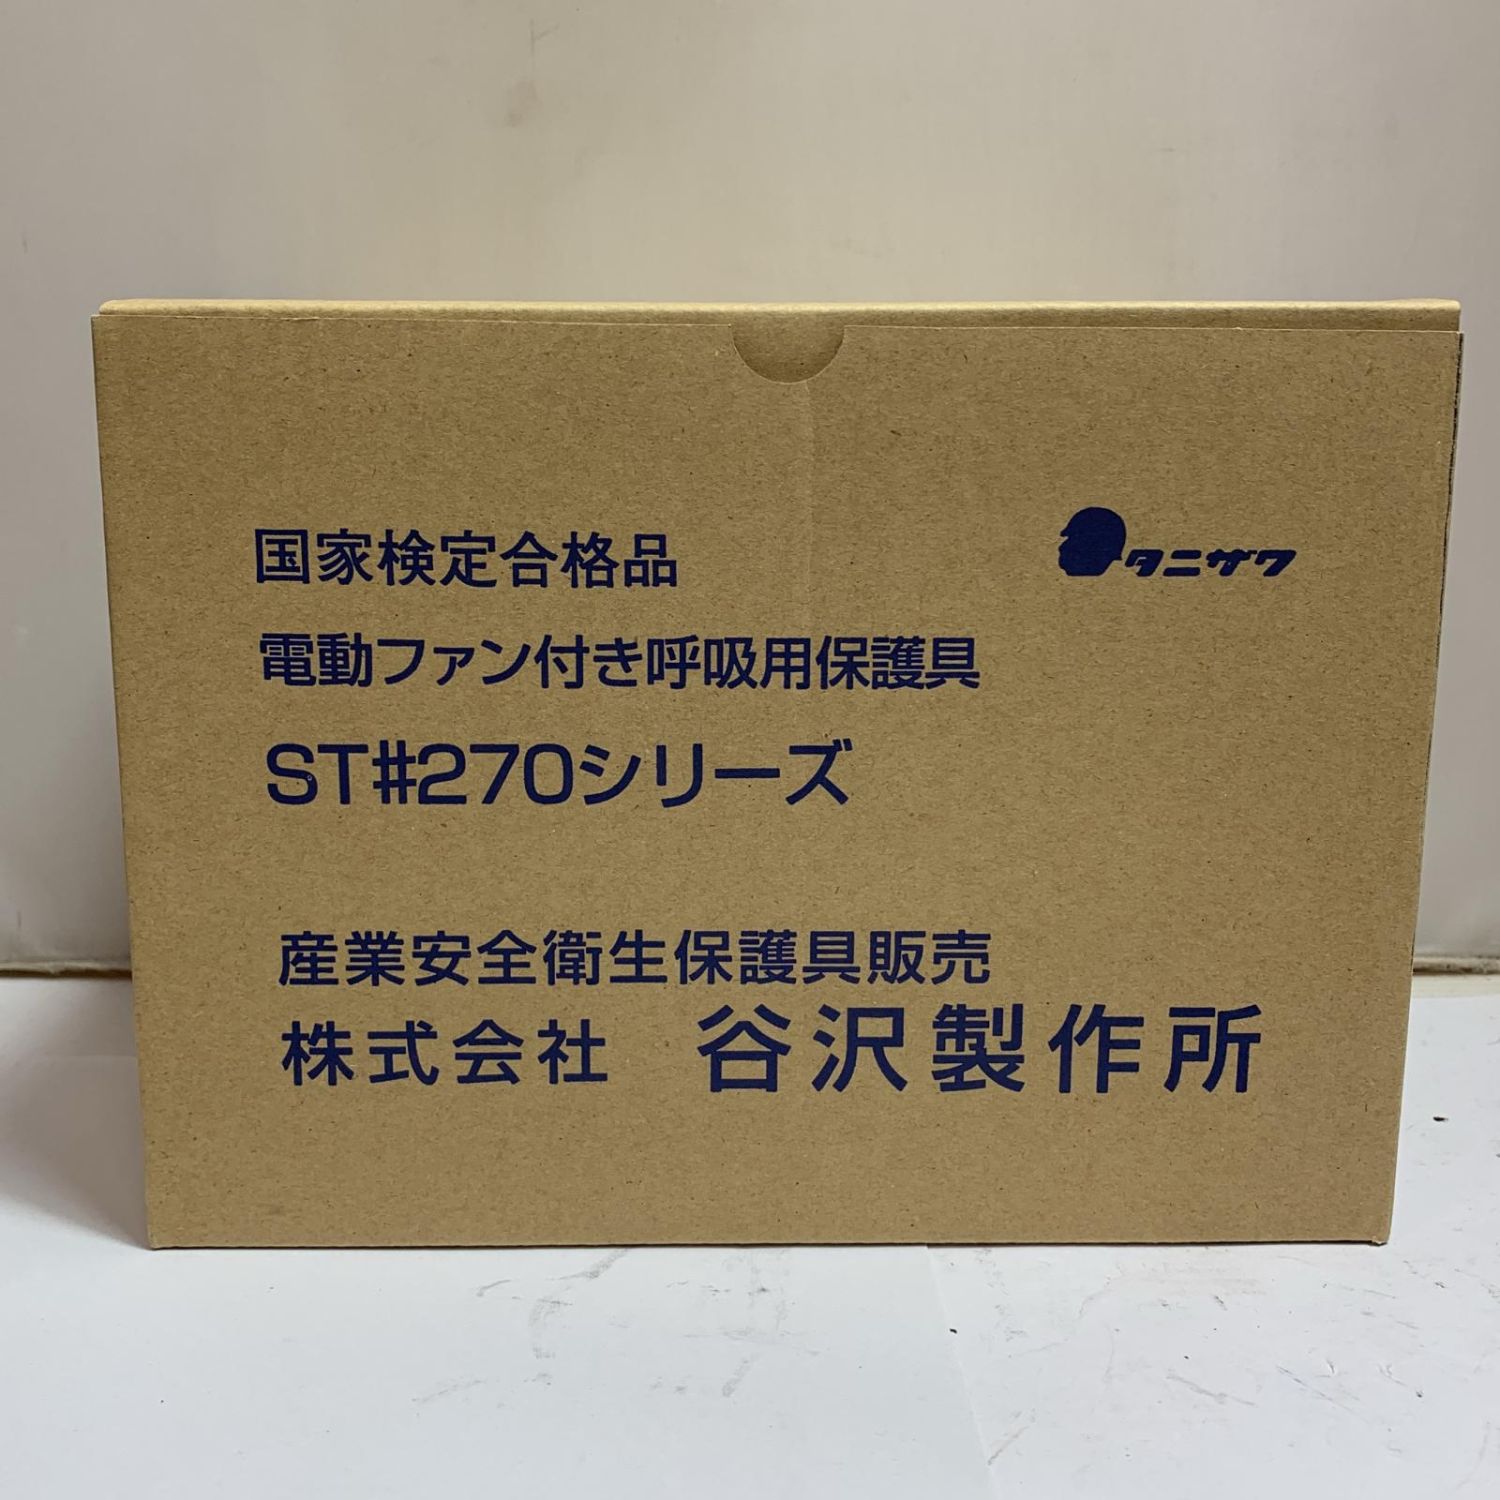 国家検定合格品
タニザワ
電動ファン付き呼吸用保護具
ST#270シリーズ
産業安全衛生保護具販売
株式会社 谷沢製作所